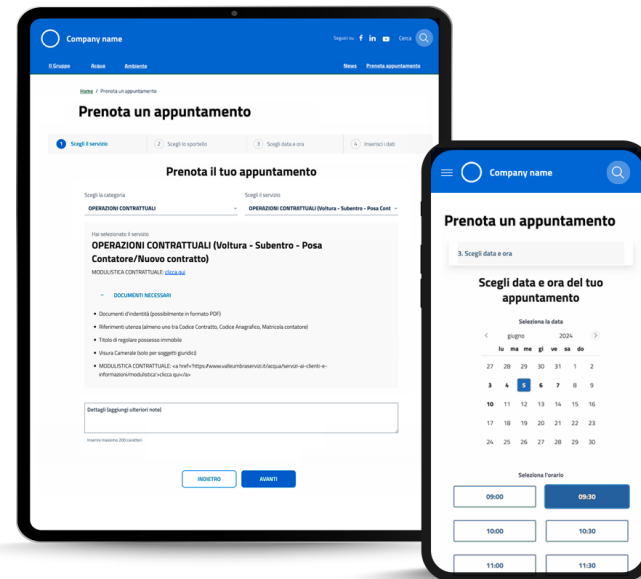 Company name
Seguici su
Cerca
Il Gruppo Acqua Ambiente
News Prenota appuntamento
Home / Prenota un appuntamento
Prenota un appuntamento
1 Scegli il servizio
2 Scegli lo sportello
3 Scegli data e ora
4 Inserisci i dati
Prenota il tuo appuntamento
Scegli la categoria
Scegli il servizio
OPERAZIONI CONTRATTUALI
OPERAZIONI CONTRATTUALI (Voltura - Subentro - Posa Cont
Hai selezionato il servizio
OPERAZIONI CONTRATTUALI (Voltura - Subentro - Posa
Contatore/Nuovo contratto)
MODULISTICA CONTRATTUALE: clicca qui
DOCUMENTI NECESSARI
• Documenti d'indentità (possibilmente in formato PDF)
• Riferimenti utenza (almeno uno tra Codice Contratto, Codice Anagrafico, Matricola contatore)
• Titolo di regolare possesso immobile
• Visura Camerale (solo per soggetti giuridici)
• MODULISTICA CONTRATTUALE: <a href='https://www.valleumbraservizi.it/acqua/servizi-ai-clienti-e-
informazioni/modulistica'>clicca qui</a>
Dettagli (aggiungi ulteriori note)
Inserire massimo 200 caratteri
INDIETRO
AVANTI
Company name
Prenota un appuntamento
3. Scegli data e ora
Scegli data e ora del tuo
appuntamento
Seleziona la data
< giugno 2024 >
lu ma me gi ve sa do
27 28 29 30 31 1 2
3 4 5 6 7 8 9
10 11 12 13 14 15 16
17 18 19 20 21 22 23
24 25 26 27 28 29 30
Seleziona l'orario
09:00 09:30
10:00 10:30
11:00 11:30